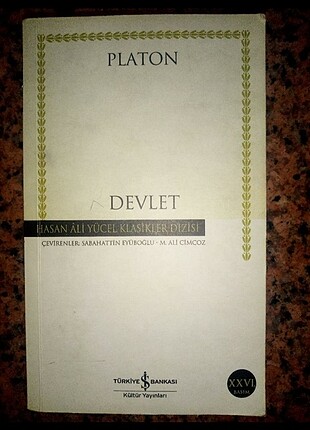 PLATON
DEVLET
HASAN ÂLİ YÜCEL KLASİKLER DİZİSİ
ÇEVİRENLER: SABAHATTİN EYÜBOĞLU - M. ALİ CİMCOZ
TÜRKİYE İŞ BANKASI
Kültür Yayınları
XXVI
BASIM